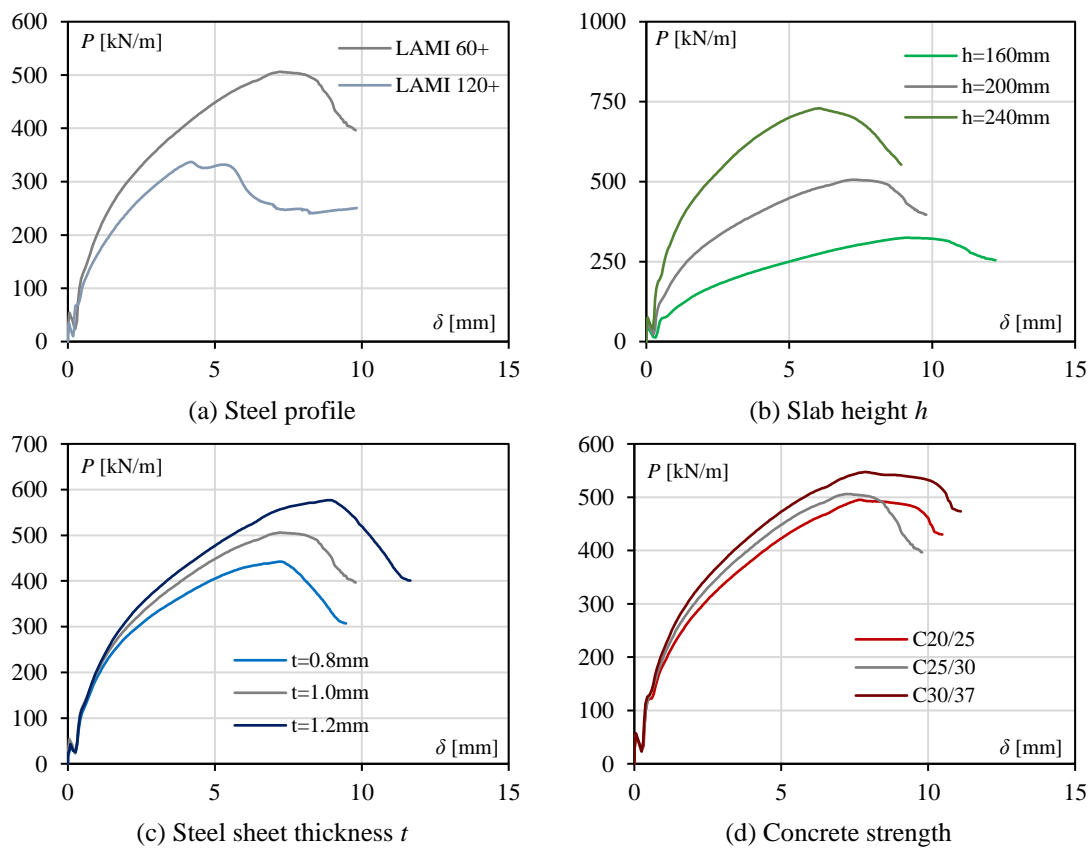 P [kN/m]
600
500
400
300
200
100
0
LAMI 60+
LAMI 120+
δ [mm]
0 5 10 15
(a) Steel profile
P [kN/m]
1000
750
500
250
0
h=160mm
h=200mm
h=240mm
δ [mm]
0 5 10 15
(b) Slab height h
P [kN/m]
700
600
500
400
300
200
100
0
t=0.8mm
t=1.0mm
t=1.2mm
δ [mm]
0 5 10 15
(c) Steel sheet thickness t
P [kN/m]
600
500
400
300
200
100
0
C20/25
C25/30
C30/37
δ [mm]
0 5 10 15
(d) Concrete strength